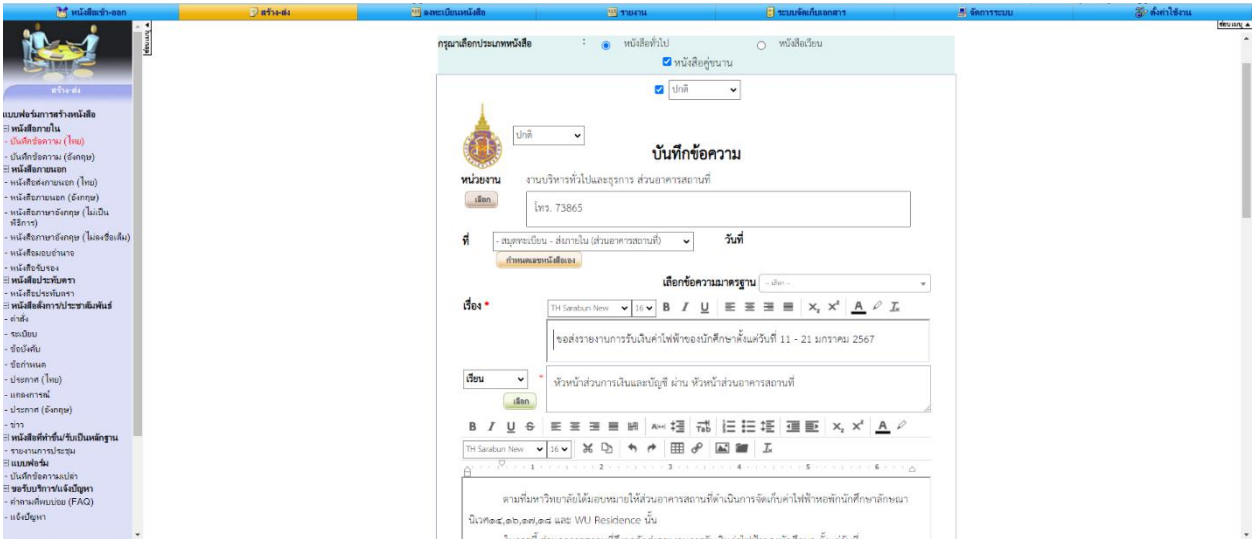 หนังสือเข้า-ออก
สร้าง-ส่ง
ลงทะเบียนหนังสือ
รายงาน
ระบบจัดเก็บเอกสาร
จัดการระบบ
ตั้งค่าใช้งาน
ซ่อนเมนู
ซ่อนเมนู
สร้าง-ส่ง
แบบฟอร์มการสร้างหนังสือ
หนังสือภายใน
- บันทึกข้อความ (ไทย)
- บันทึกข้อความ (อังกฤษ)
หนังสือภายนอก
- หนังสือส่งภายนอก (ไทย)
- หนังสือภายนอก (อังกฤษ)
- หนังสือภาษาอังกฤษ (ไม่เป็น
พิธีการ)
- หนังสือภาษาอังกฤษ (ไม่ลงชื่อเต็ม)
- หนังสือมอบอำนาจ
- หนังสือรับรอง
หนังสือประทับตรา
- หนังสือประทับตรา
หนังสือสั่งการ/ประชาสัมพันธ์
- คำสั่ง
- ระเบียบ
- ข้อบังคับ
- ข้อกำหนด
- ประกาศ (ไทย)
- แถลงการณ์
- ประกาศ (อังกฤษ)
- ข่าว
หนังสือที่ทำขึ้น/รับเป็นหลักฐาน
- รายงานการประชุม
แบบฟอร์ม
- บันทึกข้อความเปล่า
ขอรับบริการ/แจ้งปัญหา
- คำถามที่พบบ่อย (FAQ)
- แจ้งปัญหา
กรุณาเลือกประเภทหนังสือ : หนังสือทั่วไป หนังสือเวียน
หนังสือคู่ขนาน
ปกติ
ปกติ
บันทึกข้อความ
หน่วยงาน งานบริหารทั่วไปและธุรการ ส่วนอาคารสถานที่
เลือก
โทร. 73865
ที่ - สมุดทะเบียน - ส่งภายใน (ส่วนอาคารสถานที่) วันที่
กำหนดเลขหนังสือเอง
เลือกข้อความมาตรฐาน - เลือก -
เรื่อง * TH Sarabun New 16 B I U
ขอส่งรายงานการรับเงินค่าไฟฟ้าของนักศึกษาตั้งแต่วันที่ 11 - 21 มกราคม 2567
เรียน * หัวหน้าส่วนการเงินและบัญชี ผ่าน หัวหน้าส่วนอาคารสถานที่
เลือก
B I U S
TH Sarabun New 16
1 2 3 4 5 6
ตามที่มหาวิทยาลัยได้มอบหมายให้ส่วนอาคารสถานที่ดำเนินการจัดเก็บค่าไฟฟ้าหอพักนักศึกษาลักษณา
นิเวศ๑๔,๑๖,๑๗,๑๘ และ WU Residence นั้น